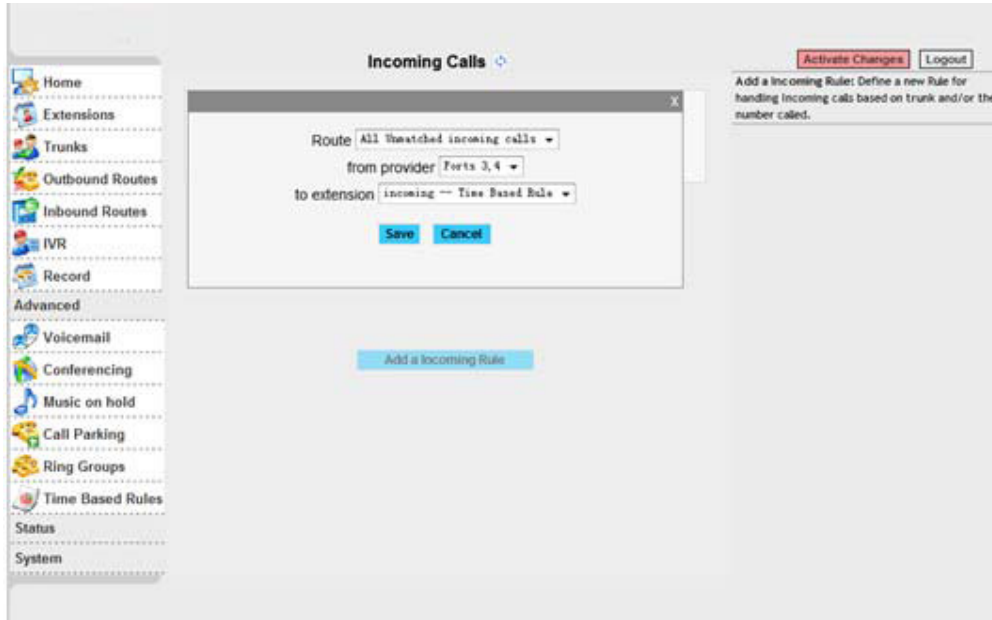 Incoming Calls
Activate Changes
Logout
Home
Extensions
Trunks
Outbound Routes
Inbound Routes
IVR
Record
Advanced
Voicemail
Conferencing
Music on hold
Call Parking
Ring Groups
Time Based Rules
Status
System
X
Route All Unmatched incoming calls
from provider Ports 3,4
to extension incoming -- Time Based Rule
Save Cancel
Add a Incoming Rule
Add a Incoming Rule: Define a new Rule for
handling Incoming calls based on trunk and/or the
number called.